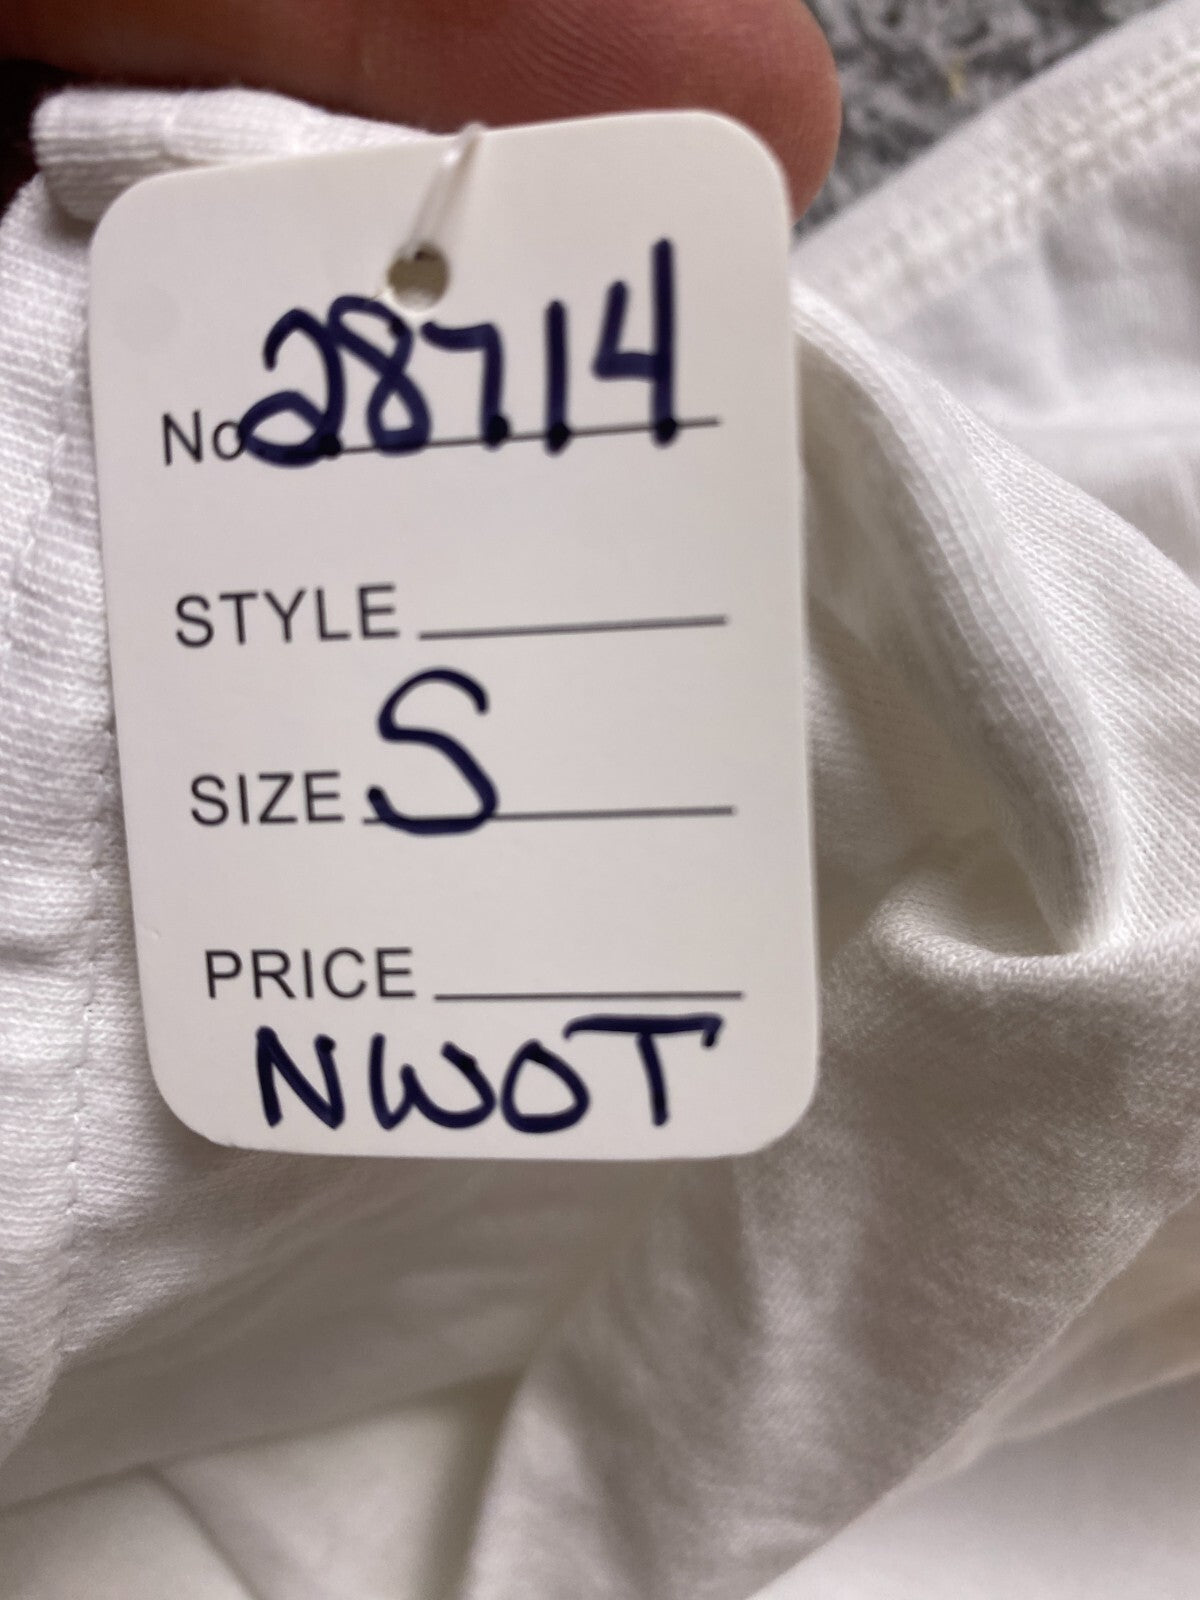 No 28714
STYLE
SIZE S
PRICE
NWOT